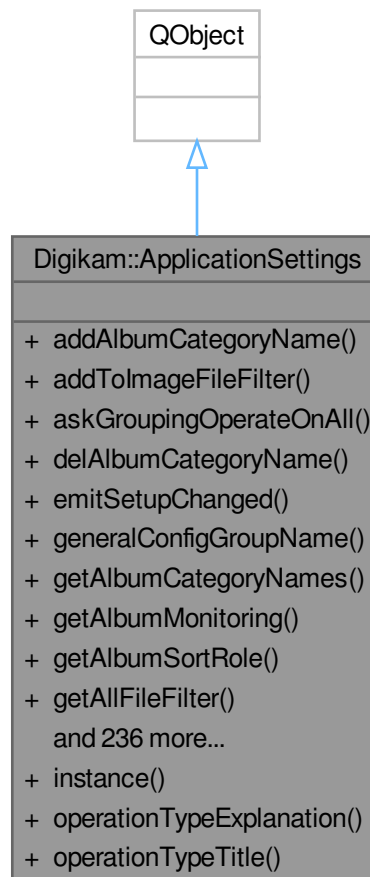 QObject
Digikam::ApplicationSettings
+ addAlbumCategoryName()
+ addToImageFileFilter()
+ askGroupingOperateOnAll()
+ delAlbumCategoryName()
+ emitSetupChanged()
+ generalConfigGroupName()
+ getAlbumCategoryNames()
+ getAlbumMonitoring()
+ getAlbumSortRole()
+ getAllFileFilter()
and 236 more...
+ instance()
+ operationTypeExplanation()
+ operationTypeTitle()